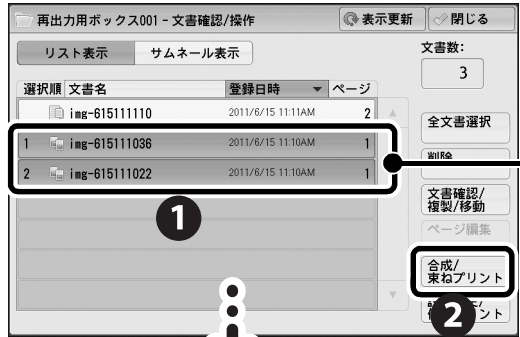 再出力用ボックス001 - 文書確認/操作
表示更新
閉じる
リスト表示
サムネール表示
文書数:
3
選択順 文書名 登録日時 ページ
img-615111110 2011/6/15 11:11AM 2
1 img-615111036 2011/6/15 11:10AM 1
2 img-615111022 2011/6/15 11:10AM 1
全文書選択
削除
文書確認/
複製/移動
ページ編集
合成/
束ねプリント
ント
1
2